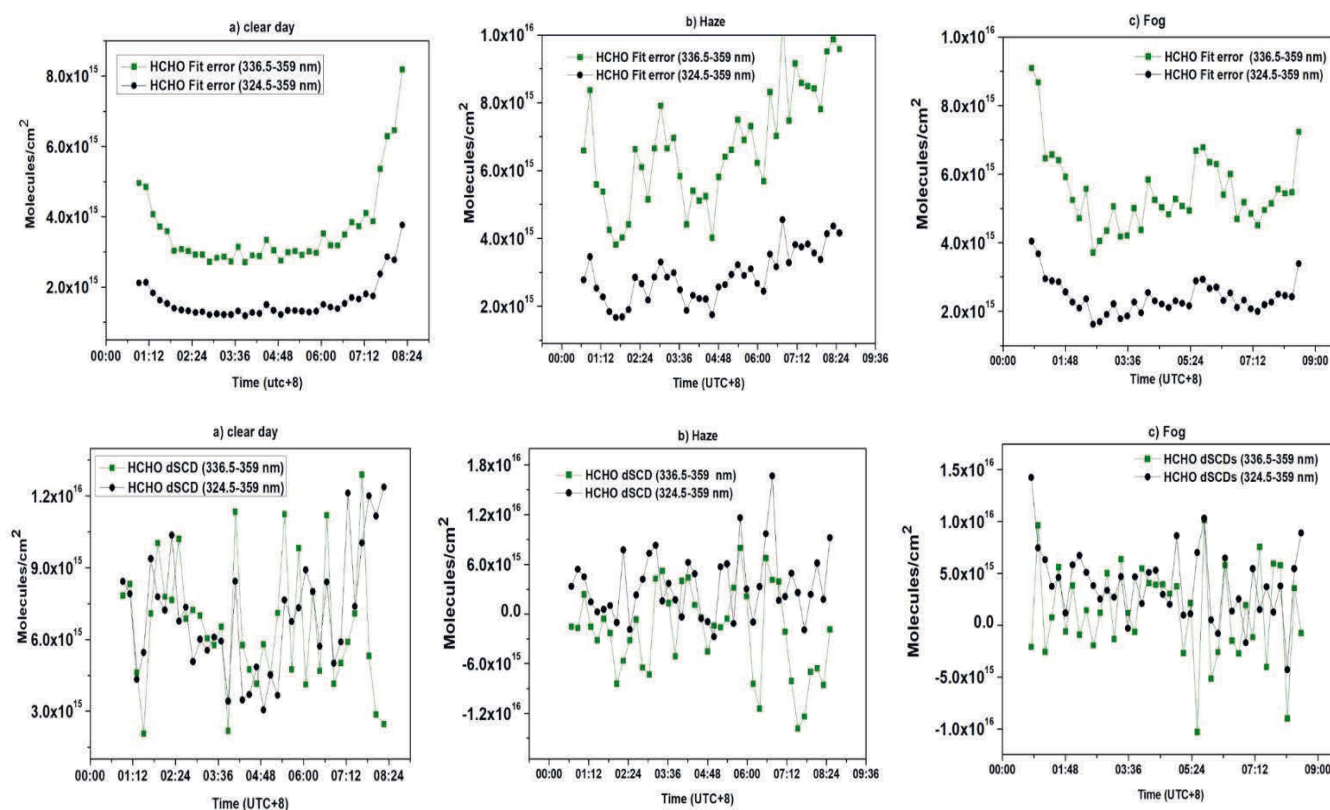 a) clear day
8.0x10^15
6.0x10^15
4.0x10^15
2.0x10^15
Molecules/cm^2
HCHO Fit error (336.5-359 nm)
HCHO Fit error (324.5-359 nm)
00:00 01:12 02:24 03:36 04:48 06:00 07:12 08:24
Time (utc+8)
b) Haze
1.0x10^16
8.0x10^15
6.0x10^15
4.0x10^15
2.0x10^15
Molecules/cm^2
HCHO Fit error (336.5-359 nm)
HCHO Fit error (324.5-359 nm)
00:00 01:12 02:24 03:36 04:48 06:00 07:12 08:24 09:36
Time (UTC+8)
c) Fog
1.0x10^16
8.0x10^15
6.0x10^15
4.0x10^15
2.0x10^15
Molecules/cm^2
HCHO Fit error (336.5-359 nm)
HCHO Fit error (324.5-359 nm)
00:00 01:48 03:36 05:24 07:12 09:00
Time (UTC+8)
a) clear day
1.2x10^16
9.0x10^15
6.0x10^15
3.0x10^15
Molecules/cm^2
HCHO dSCD (336.5-359 nm)
HCHO dSCD (324.5-359 nm)
00:00 01:12 02:24 03:36 04:48 06:00 07:12 08:24
Time (UTC+8)
b) Haze
1.8x10^16
1.2x10^16
6.0x10^15
0.0
-6.0x10^15
-1.2x10^16
Molecules/cm^2
HCHO dSCD (336.5-359 nm)
HCHO dSCD (324.5-359 nm)
00:00 01:12 02:24 03:36 04:48 06:00 07:12 08:24 09:36
Time (UTC+8)
c) Fog
1.5x10^16
1.0x10^16
5.0x10^15
0.0
-5.0x10^15
-1.0x10^16
Molecules/cm^2
HCHO dSCDs (336.5-359 nm)
HCHO dSCDs (324.5-359 nm)
00:00 01:48 03:36 05:24 07:12 09:00
Time (UTC+8)